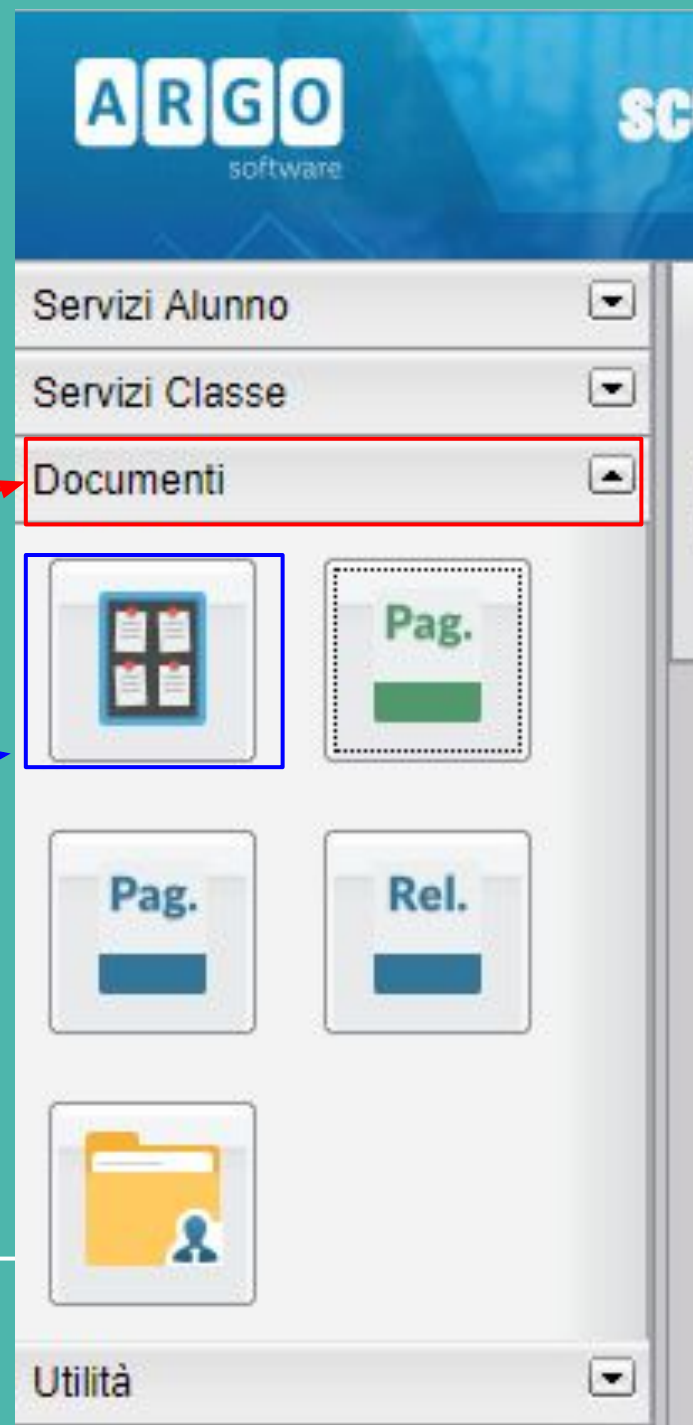 ARGO
software
SC
Servizi Alunno
Servizi Classe
Documenti
Pag.
Pag.
Rel.
Utilità